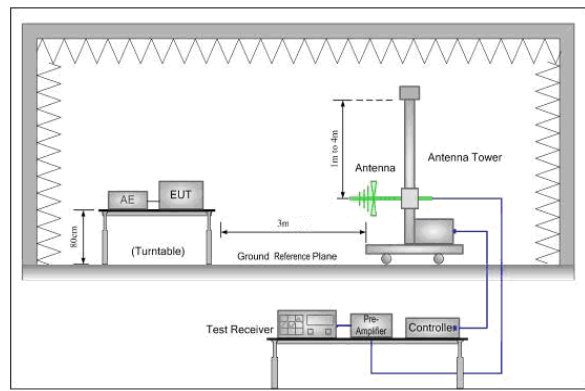 1m to 4m
Antenna
Antenna Tower
AE
EUT
80cm
(Turntable)
3m
Ground Reference Plane
Test Receiver
Pre-
Amplifier
Controller